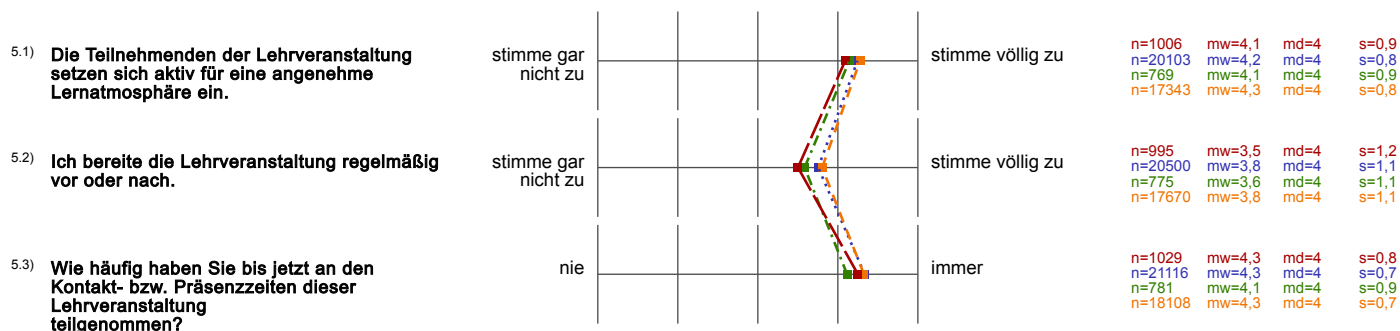 5.1) Die Teilnehmenden der Lehrveranstaltung
setzen sich aktiv für eine angenehme
Lernatmosphäre ein.
stimme gar
nicht zu
stimme völlig zu
n=1006 mw=4,1 md=4 s=0,9
n=20103 mw=4,2 md=4 s=0,8
n=769 mw=4,1 md=4 s=0,9
n=17343 mw=4,3 md=4 s=0,8
5.2) Ich bereite die Lehrveranstaltung regelmäßig
vor oder nach.
stimme gar
nicht zu
stimme völlig zu
n=995 mw=3,5 md=4 s=1,2
n=20500 mw=3,8 md=4 s=1,1
n=775 mw=3,6 md=4 s=1,1
n=17670 mw=3,8 md=4 s=1,1
5.3) Wie häufig haben Sie bis jetzt an den
Kontakt- bzw. Präsenzzeiten dieser
Lehrveranstaltung
teilgenommen?
nie
immer
n=1029 mw=4,3 md=4 s=0,8
n=21116 mw=4,3 md=4 s=0,7
n=781 mw=4,1 md=4 s=0,9
n=18108 mw=4,3 md=4 s=0,7